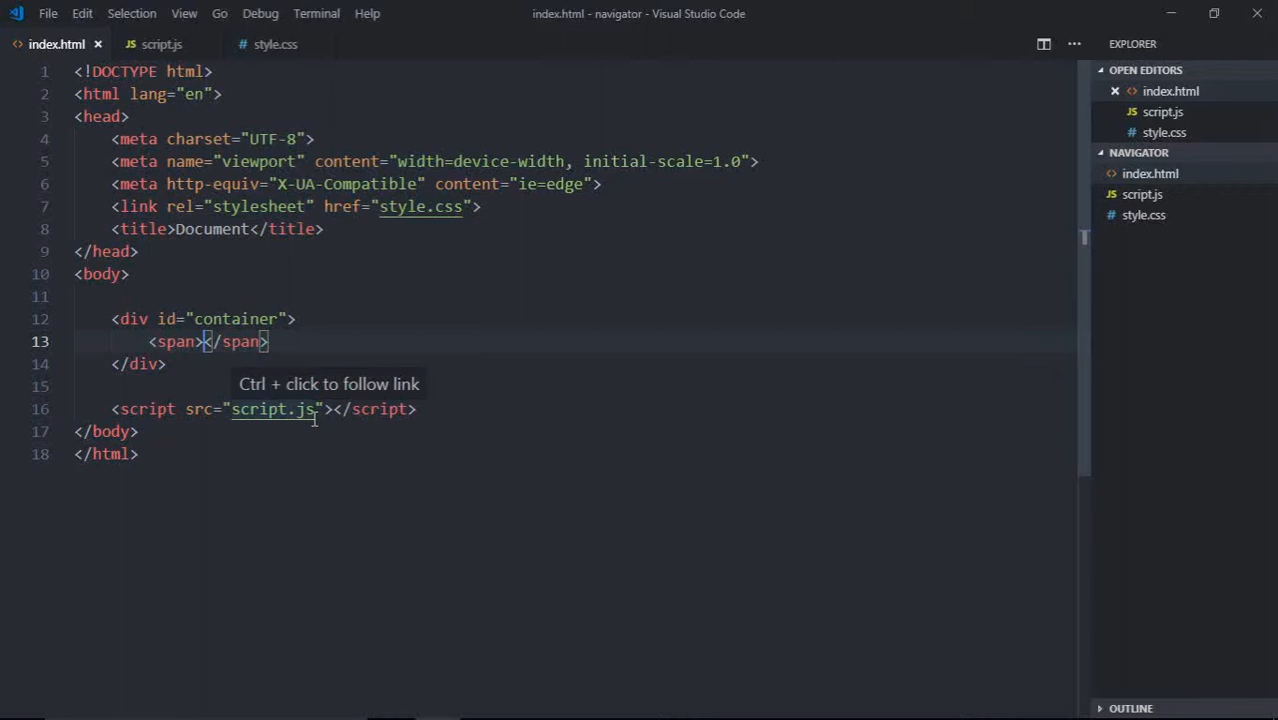 File Edit Selection View Go Debug Terminal Help index.html - navigator - Visual Studio Code
index.html script.js style.css EXPLORER
OPEN EDITORS
index.html
script.js
style.css
NAVIGATOR
index.html
script.js
style.css
1 <!DOCTYPE html>
2 <html lang="en">
3 <head>
4 <meta charset="UTF-8">
5 <meta name="viewport" content="width=device-width, initial-scale=1.0">
6 <meta http-equiv="X-UA-Compatible" content="ie=edge">
7 <link rel="stylesheet" href="style.css">
8 <title>Document</title>
9 </head>
10 <body>
11
12 <div id="container">
13 <span></span>
14 </div>
15
Ctrl + click to follow link
16 <script src="script.js"></script>
17 </body>
18 </html>
OUTLINE